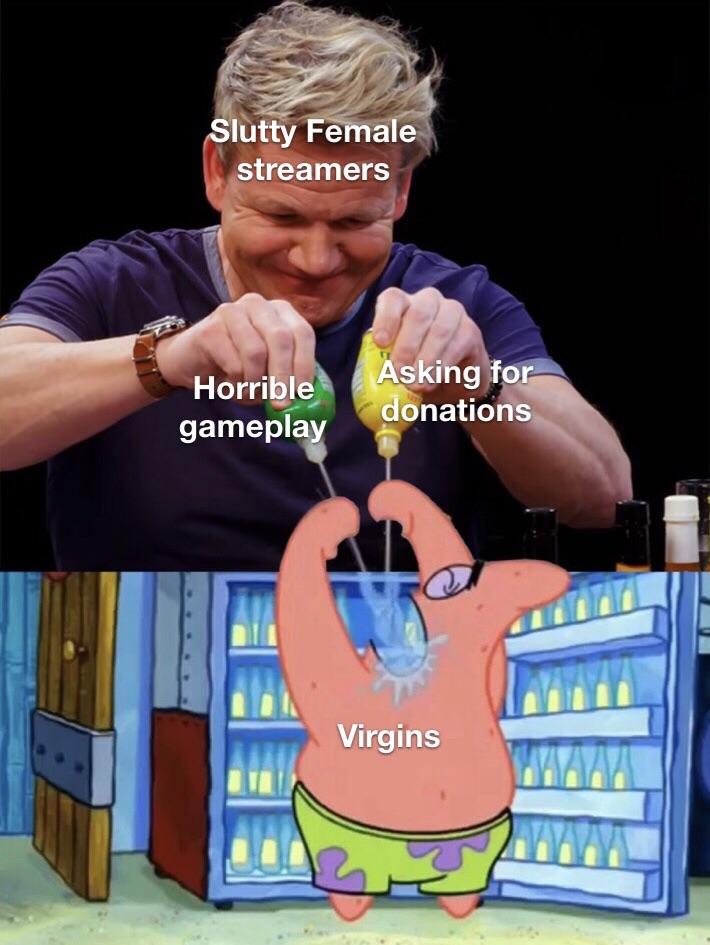 Slutty Female
streamers
Horrible
gameplay
Asking for
donations
Virgins